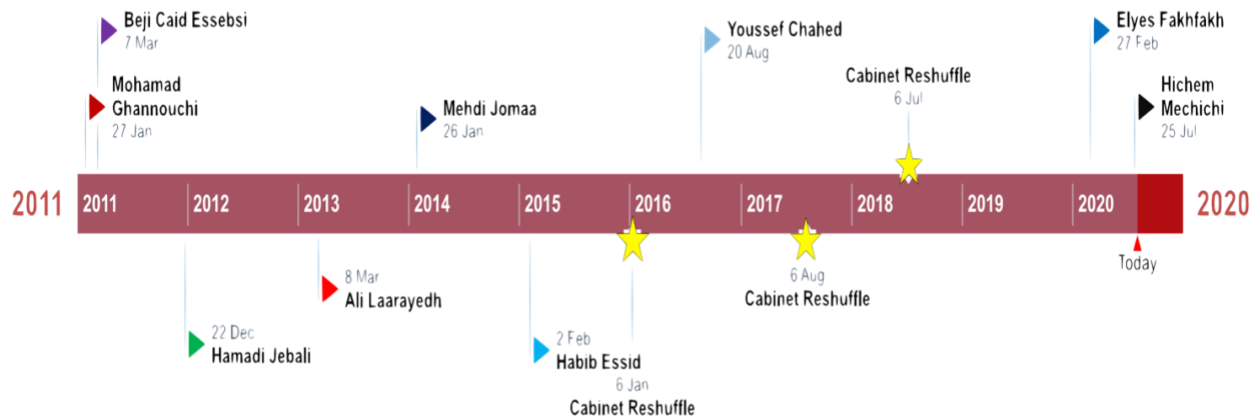 Beji Caid Essebsi
7 Mar
Mohamad
Ghannouchi
27 Jan
Mehdi Jomaa
26 Jan
Youssef Chahed
20 Aug
Cabinet Reshuffle
6 Jul
Elyes Fakhfakh
27 Feb
Hichem
Mechichi
25 Jul
2011 2011 2012 2013 2014 2015 2016 2017 2018 2019 2020 2020
Today
22 Dec
Hamadi Jebali
8 Mar
Ali Laarayedh
2 Feb
Habib Essid
6 Jan
Cabinet Reshuffle
6 Aug
Cabinet Reshuffle